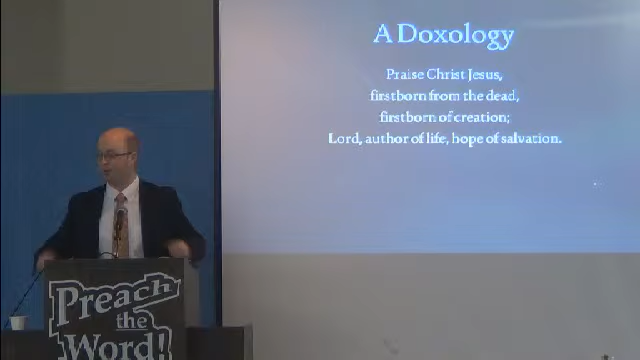 A Doxology
Praise Christ Jesus,
firstborn from the dead,
firstborn of creation;
Lord, author of life, hope of salvation.
Preach
the
Word!